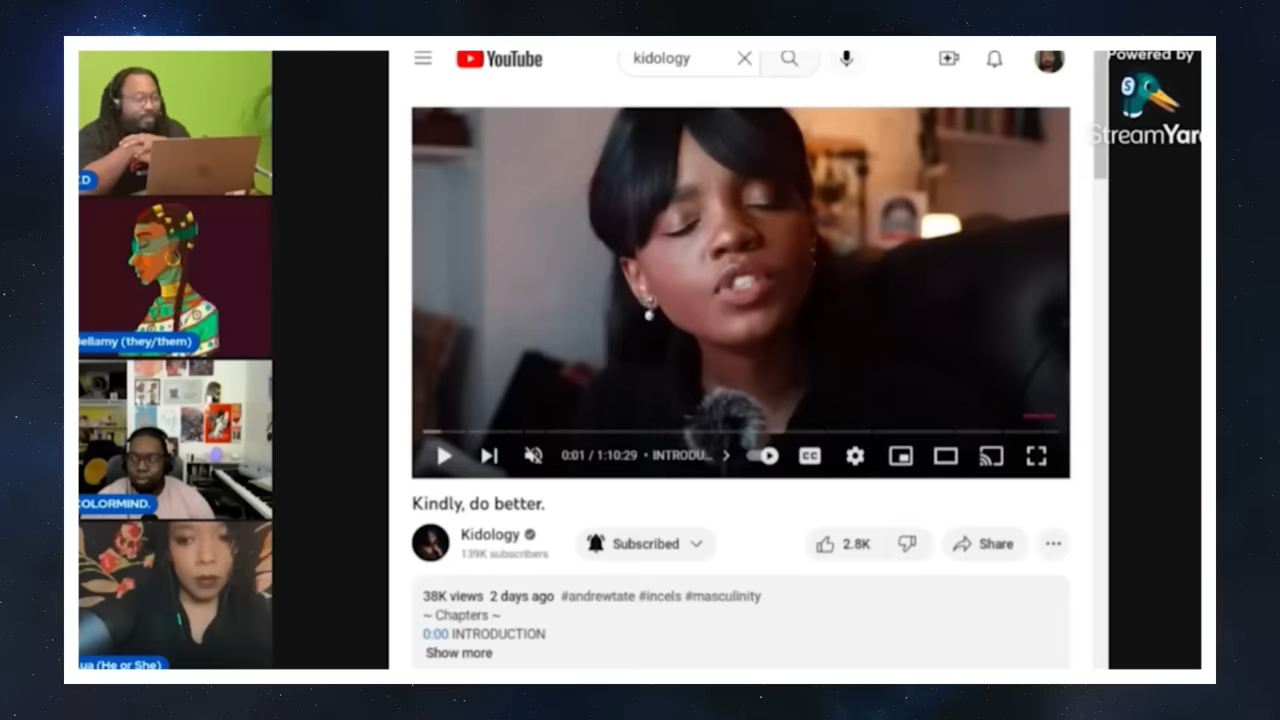 YouTube
kidology
Powered by
S
StreamYard
.D
ellamy (they/them)
COLORMIND.
ua (He or She)
0:01 / 1:10:29 • INTRODU...
CC
Kindly, do better.
Kidology
139K subscribers
Subscribed
2.8K
Share
38K views 2 days ago #andrewtate #incels #masculinity
~ Chapters ~
0:00 INTRODUCTION
Show more